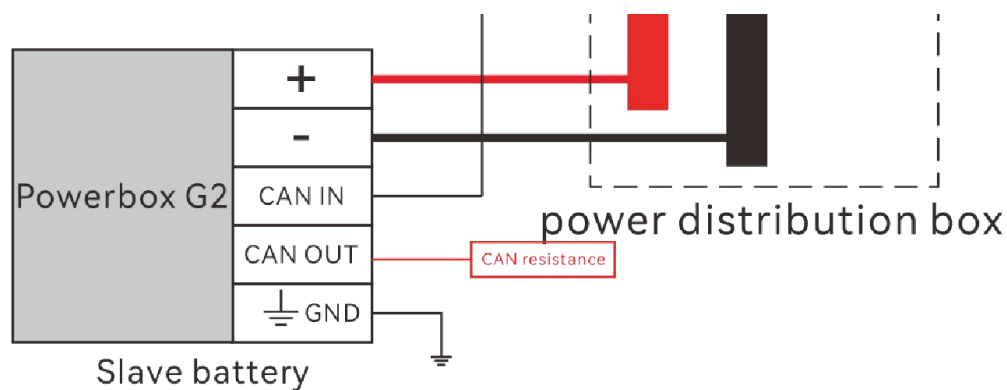 +
-
Powerbox G2
CAN IN
power distribution box
CAN OUT
CAN resistance
GND
Slave battery